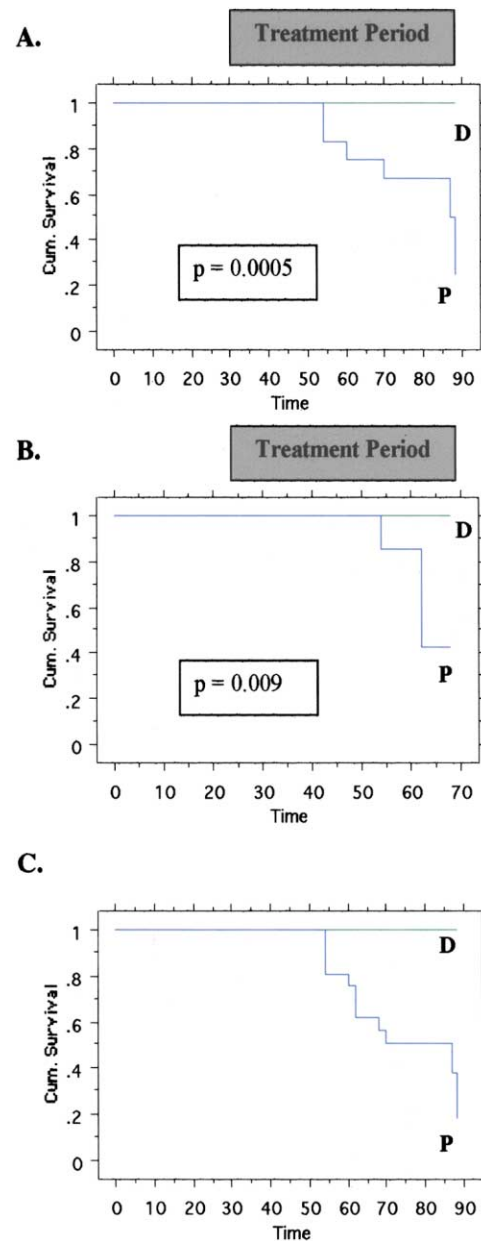 A.
Treatment Period
1
.8
.6
.4
.2
0
Cum. Survival
D
P
p = 0.0005
0 10 20 30 40 50 60 70 80 90
Time
B.
Treatment Period
1
.8
.6
.4
.2
0
Cum. Survival
D
P
p = 0.009
0 10 20 30 40 50 60 70
Time
C.
1
.8
.6
.4
.2
0
Cum. Survival
D
P
0 10 20 30 40 50 60 70 80 90
Time